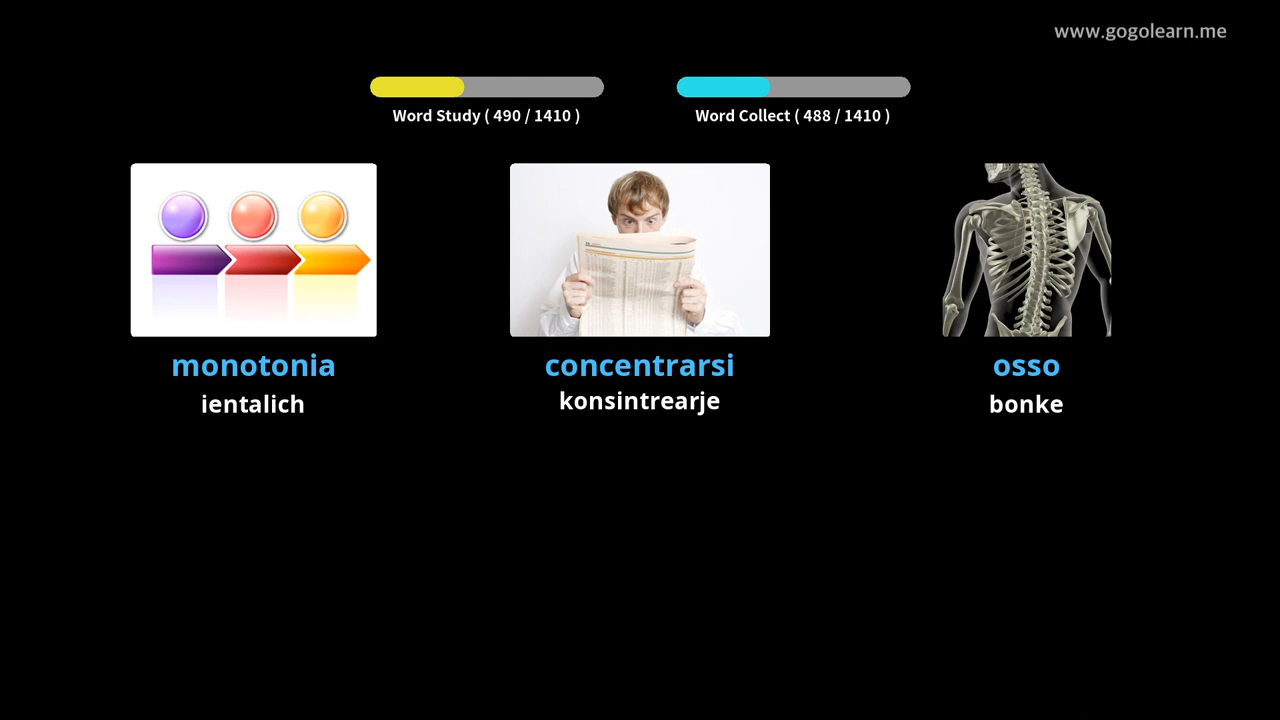 www.gogolearn.me
Word Study ( 490 / 1410 )
Word Collect ( 488 / 1410 )
monotonia
ientalich
concentrarsi
konsintrearje
osso
bonke